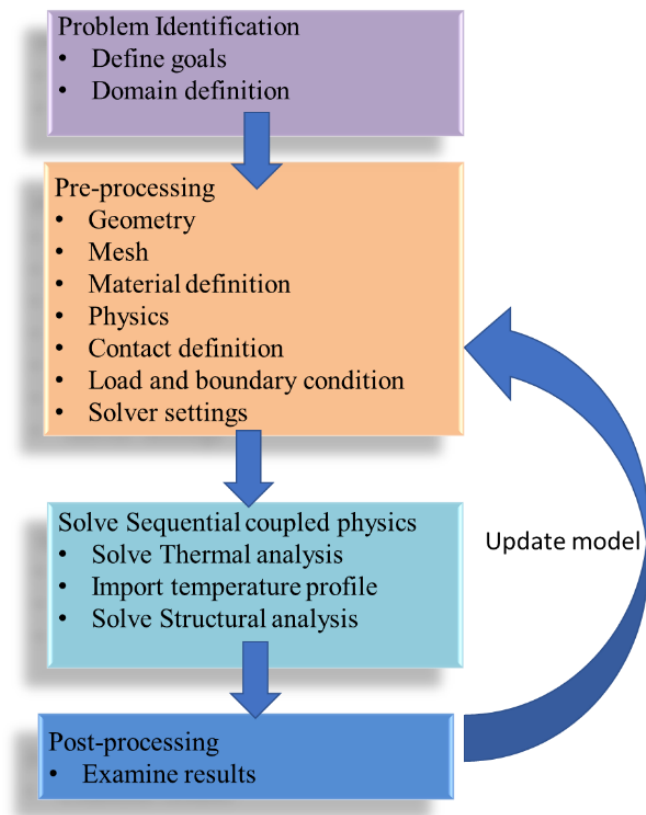 Problem Identification
• Define goals
• Domain definition
Pre-processing
• Geometry
• Mesh
• Material definition
• Physics
• Contact definition
• Load and boundary condition
• Solver settings
Solve Sequential coupled physics
• Solve Thermal analysis
• Import temperature profile
• Solve Structural analysis
Update model
Post-processing
• Examine results